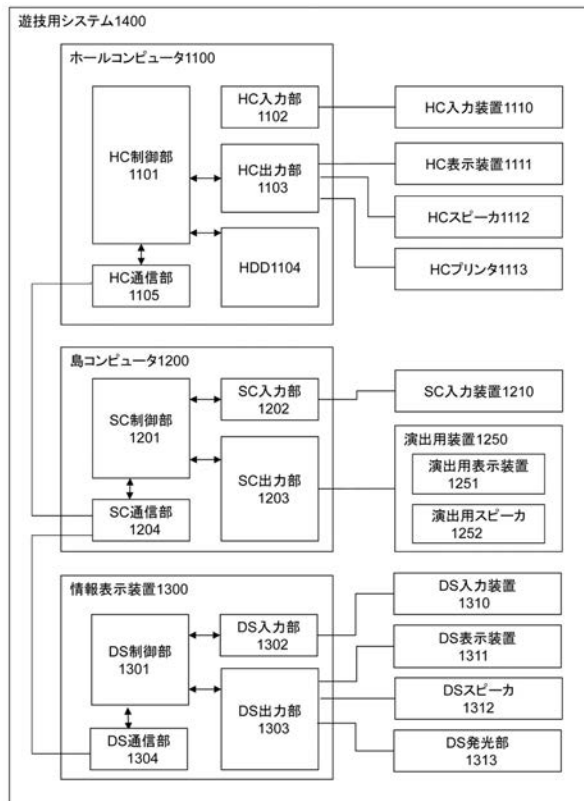 遊技用システム1400
ホールコンピュータ1100
HC制御部
1101
HC入力部
1102
HC出力部
1103
HDD1104
HC通信部
1105
HC入力装置1110
HC表示装置1111
HCスピーカ1112
HCプリンタ1113
島コンピュータ1200
SC制御部
1201
SC入力部
1202
SC出力部
1203
SC通信部
1204
SC入力装置1210
演出用装置1250
演出用表示装置
1251
演出用スピーカ
1252
情報表示装置1300
DS制御部
1301
DS入力部
1302
DS出力部
1303
DS通信部
1304
DS入力装置
1310
DS表示装置
1311
DSスピーカ
1312
DS発光部
1313